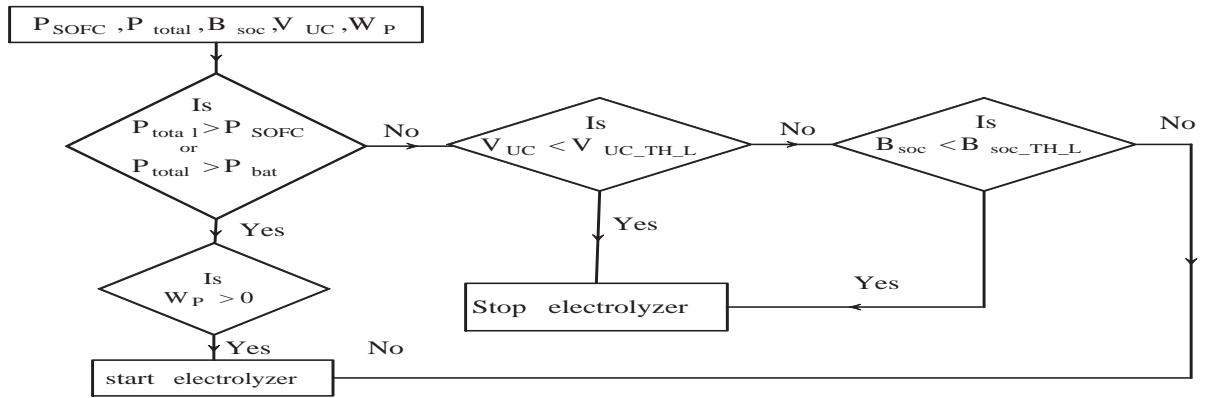 P SOFC , P total , B soc , V UC , W P
Is
P total > P SOFC
or
P total > P bat
No
Is
V UC < V UC_TH_L
No
Is
B soc < B soc_TH_L
No
Yes
Yes
Is
W P > 0
Stop electrolyzer
Yes
Yes
No
start electrolyzer